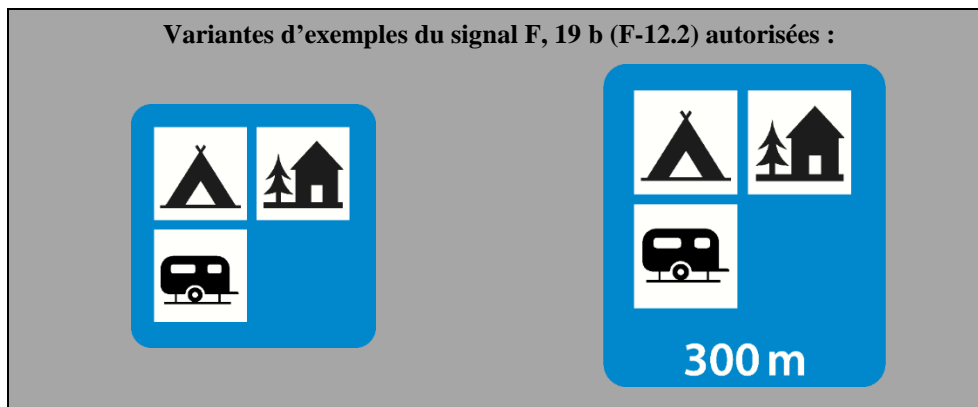 Variantes d’exemples du signal F, 19 b (F-12.2) autorisées :
300 m